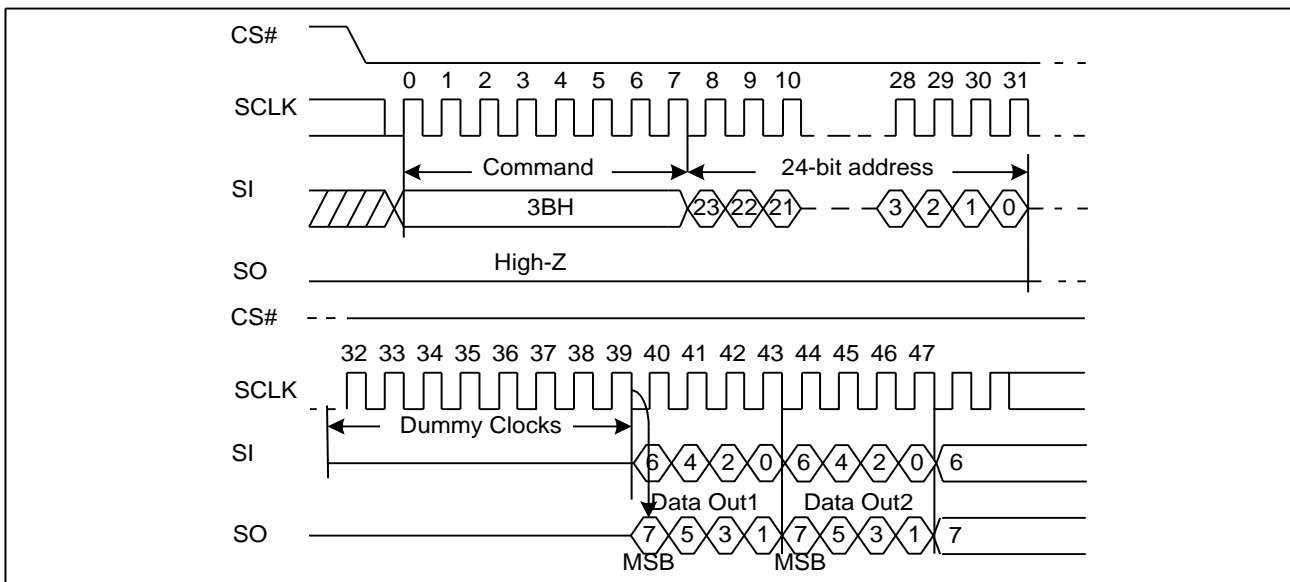 CS#
0 1 2 3 4 5 6 7 8 9 10 28 29 30 31
SCLK
Command 24-bit address
SI
3BH 23 22 21 3 2 1 0
High-Z
SO
CS#
32 33 34 35 36 37 38 39 40 41 42 43 44 45 46 47
SCLK
Dummy Clocks
SI
6 4 2 0 6 4 2 0 6
Data Out1 Data Out2
SO
7 5 3 1 7 5 3 1 7
MSB MSB